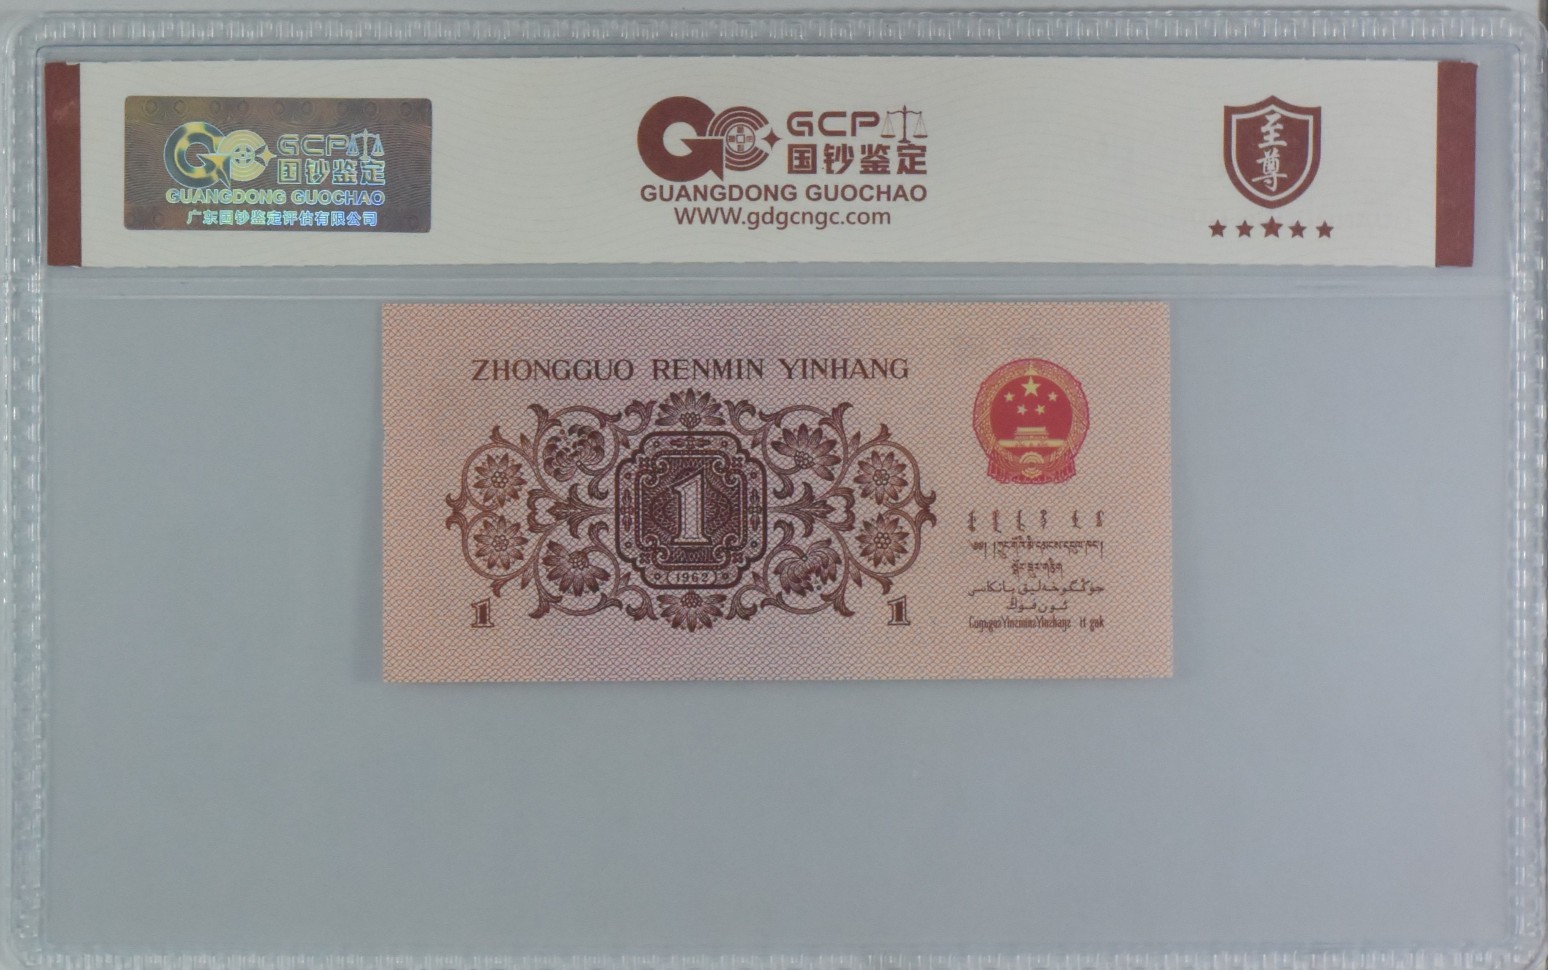 GCP
国钞鉴定
GUANGDONG GUOCHAO
广东国钞鉴定评估有限公司
GCP
国钞鉴定
GUANGDONG GUOCHAO
WWW.gdgcngc.com
至尊
ZHONGGUO RENMIN YINHANG
1
(1962)
1
1
جۇڭگوخەلىق بانكىسى